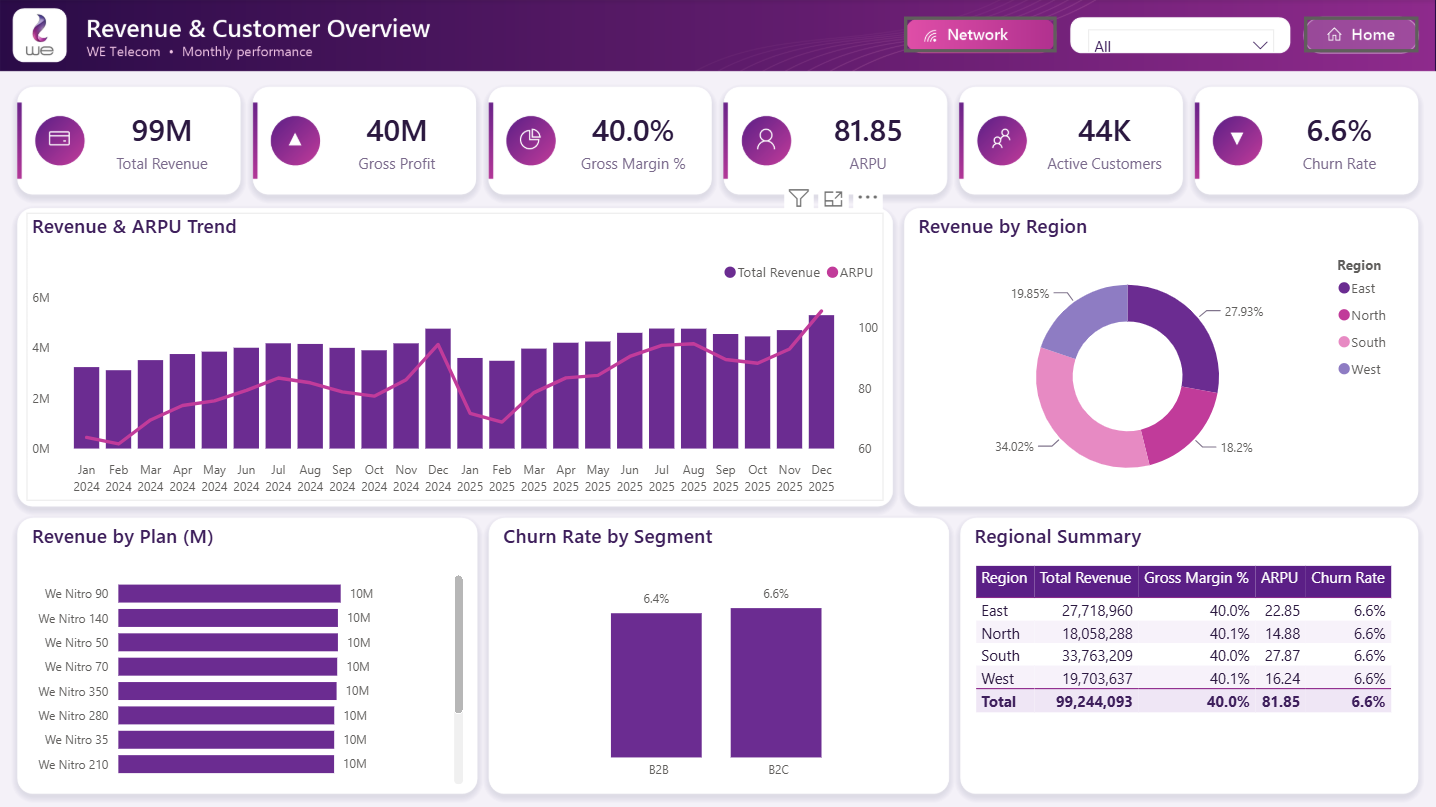 we
Revenue & Customer Overview
WE Telecom • Monthly performance
Network
All
Home
99M
Total Revenue
40M
Gross Profit
40.0%
Gross Margin %
81.85
ARPU
44K
Active Customers
6.6%
Churn Rate
Revenue & ARPU Trend
Total Revenue ARPU
6M
4M
2M
0M
100
80
60
Jan Feb Mar Apr May Jun Jul Aug Sep Oct Nov Dec Jan Feb Mar Apr May Jun Jul Aug Sep Oct Nov Dec
2024 2024 2024 2024 2024 2024 2024 2024 2024 2024 2024 2024 2025 2025 2025 2025 2025 2025 2025 2025 2025 2025 2025 2025
Revenue by Region
Region
East
North
South
West
19.85%
27.93%
34.02%
18.2%
Revenue by Plan (M)
We Nitro 90 10M
We Nitro 140 10M
We Nitro 50 10M
We Nitro 70 10M
We Nitro 350 10M
We Nitro 280 10M
We Nitro 35 10M
We Nitro 210 10M
Churn Rate by Segment
6.4% 6.6%
B2B B2C
Regional Summary
Region Total Revenue Gross Margin % ARPU Churn Rate
East 27,718,960 40.0% 22.85 6.6%
North 18,058,288 40.1% 14.88 6.6%
South 33,763,209 40.0% 27.87 6.6%
West 19,703,637 40.1% 16.24 6.6%
Total 99,244,093 40.0% 81.85 6.6%